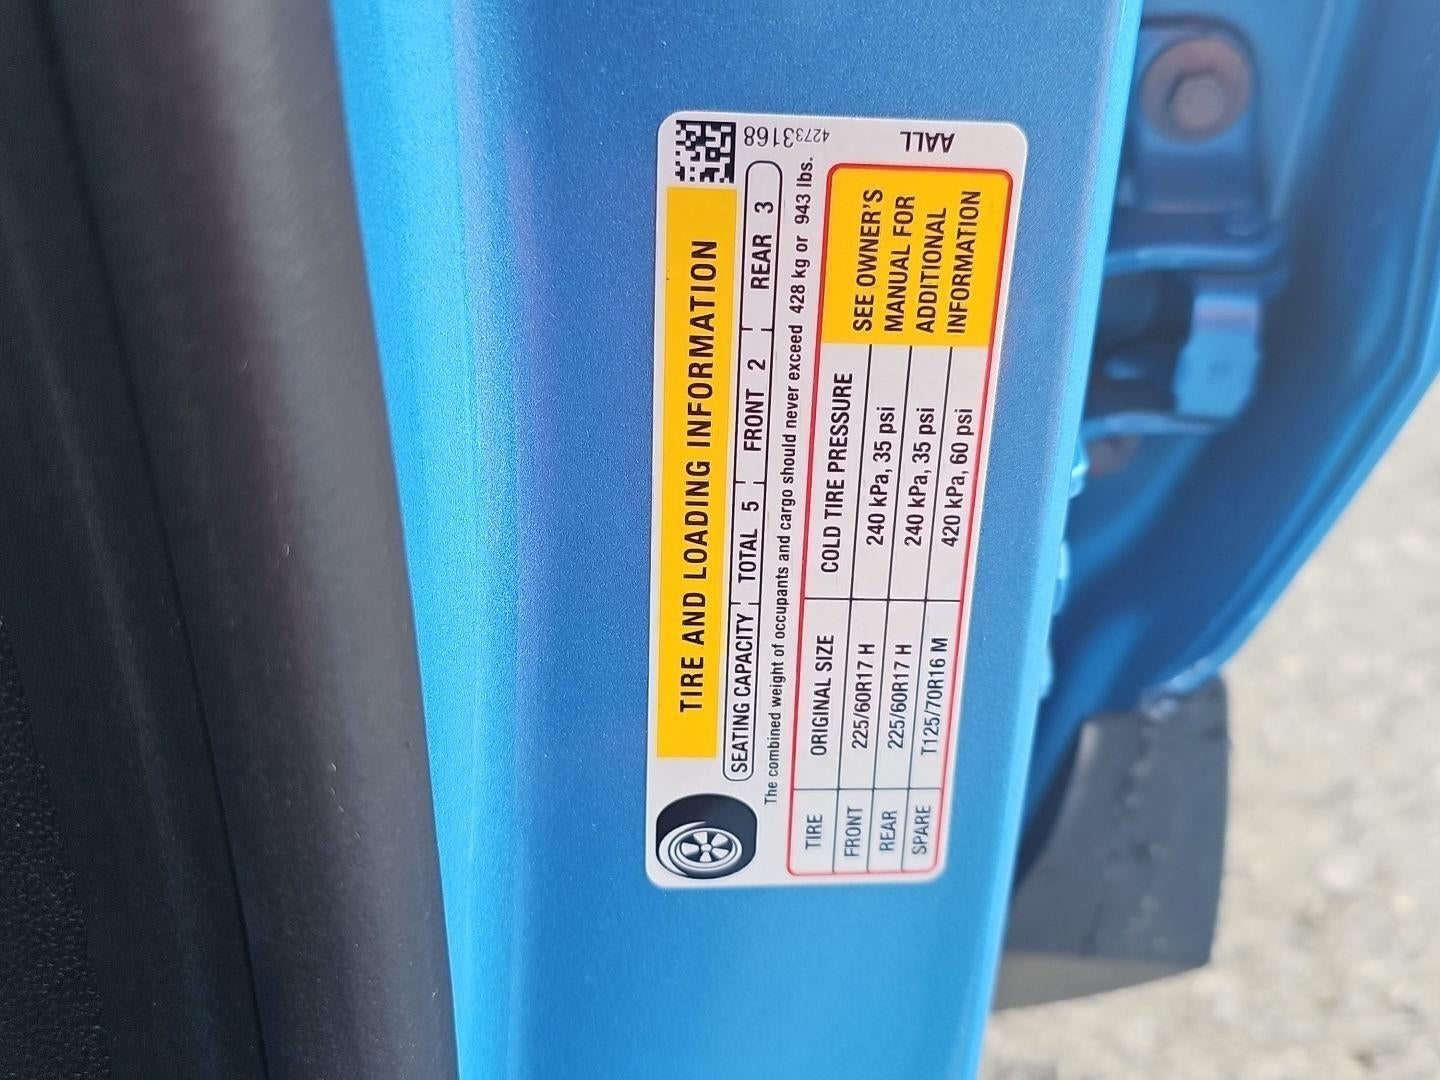 TIRE AND LOADING INFORMATION
SEATING CAPACITY TOTAL 5 FRONT 2 REAR 3
The combined weight of occupants and cargo should never exceed 428 kg or 943 lbs.
TIRE ORIGINAL SIZE COLD TIRE PRESSURE
FRONT 225/60R17 H 240 kPa, 35 psi
REAR 225/60R17 H 240 kPa, 35 psi
SPARE T125/70R16 M 420 kPa, 60 psi
SEE OWNER'S
MANUAL FOR
ADDITIONAL
INFORMATION
42733168
AALL